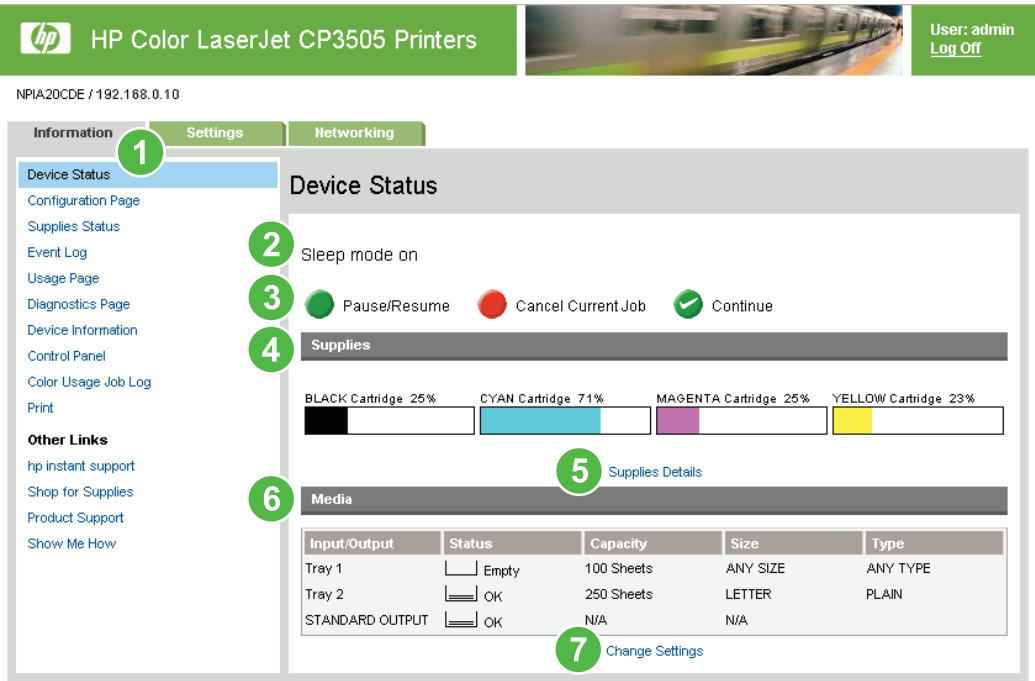 hp HP Color LaserJet CP3505 Printers
User: admin
Log Off
NPIA20CDE / 192.168.0.10
Information Settings Networking
1
Device Status
Configuration Page
Supplies Status
Event Log
Usage Page
Diagnostics Page
Device Information
Control Panel
Color Usage Job Log
Print
Other Links
hp instant support
Shop for Supplies
Product Support
Show Me How
Device Status
2 Sleep mode on
3 Pause/Resume Cancel Current Job Continue
4 Supplies
BLACK Cartridge 25% CYAN Cartridge 71% MAGENTA Cartridge 25% YELLOW Cartridge 23%
5 Supplies Details
6 Media
Input/Output Status Capacity Size Type
Tray 1 Empty 100 Sheets ANY SIZE ANY TYPE
Tray 2 OK 250 Sheets LETTER PLAIN
STANDARD OUTPUT OK N/A N/A
7 Change Settings